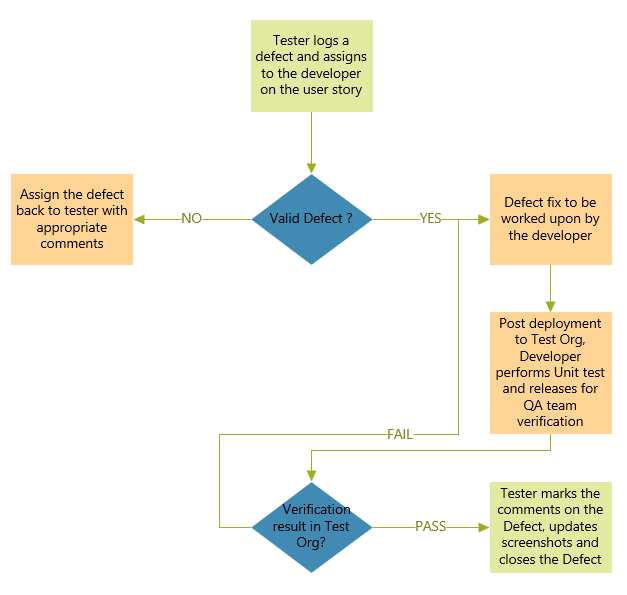 Tester logs a
defect and assigns
to the developer
on the user story
Assign the defect
back to tester with
appropriate
comments
NO
Valid Defect ?
YES
Defect fix to be
worked upon by
the developer
Post deployment
to Test Org,
Developer
performs Unit test
and releases for
QA team
verification
FAIL
Verification
result in Test
Org?
PASS
Tester marks the
comments on the
Defect, updates
screenshots and
closes the Defect